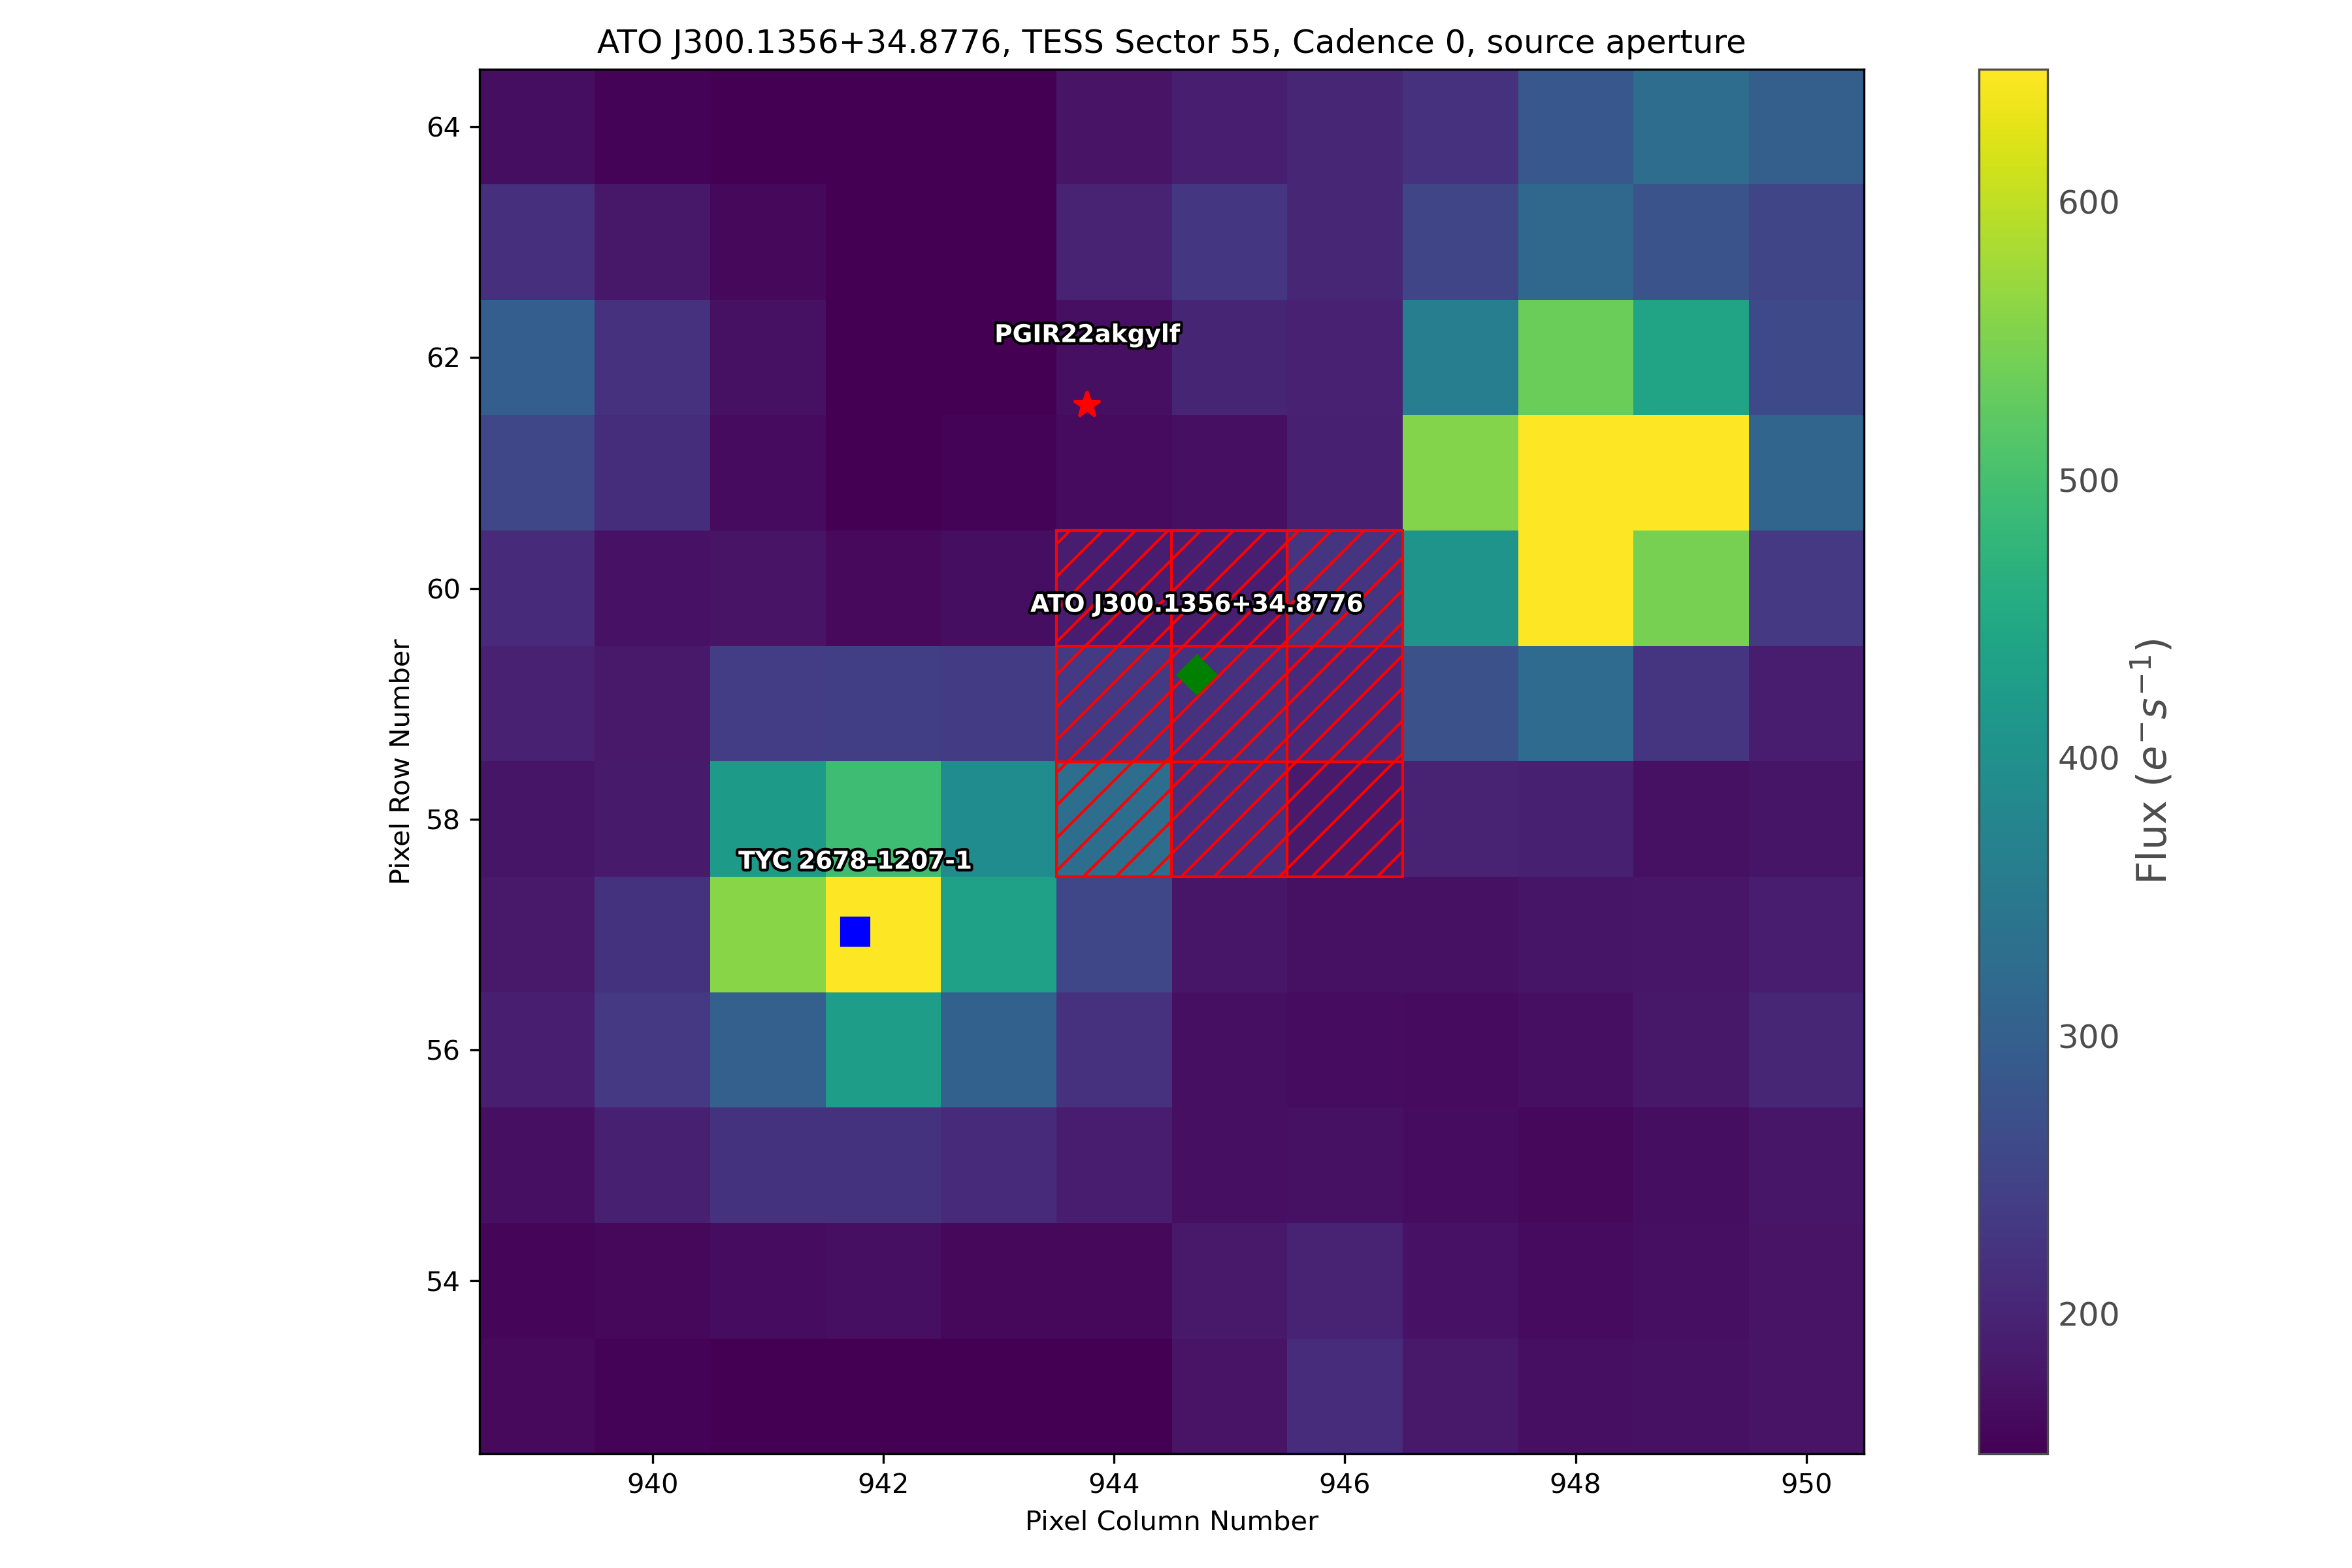 ATO J300.1356+34.8776, TESS Sector 55, Cadence 0, source aperture
64
62
60
58
56
54
Pixel Row Number
PGIR22akgylf
ATO J300.1356+34.8776
TYC 2678-1207-1
940 942 944 946 948 950
Pixel Column Number
600
500
400
300
200
Flux (e⁻s⁻¹)